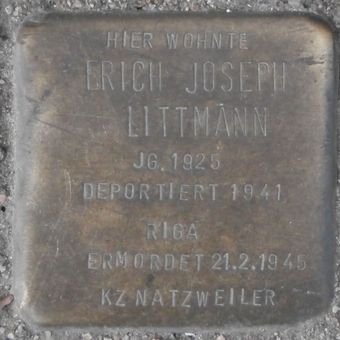 HIER WOHNTE
ERICH JOSEPH
LITTMANN
JG. 1925
DEPORTIERT 1941
RIGA
ERMORDET 21.2.1945
KZ NATZWEILER